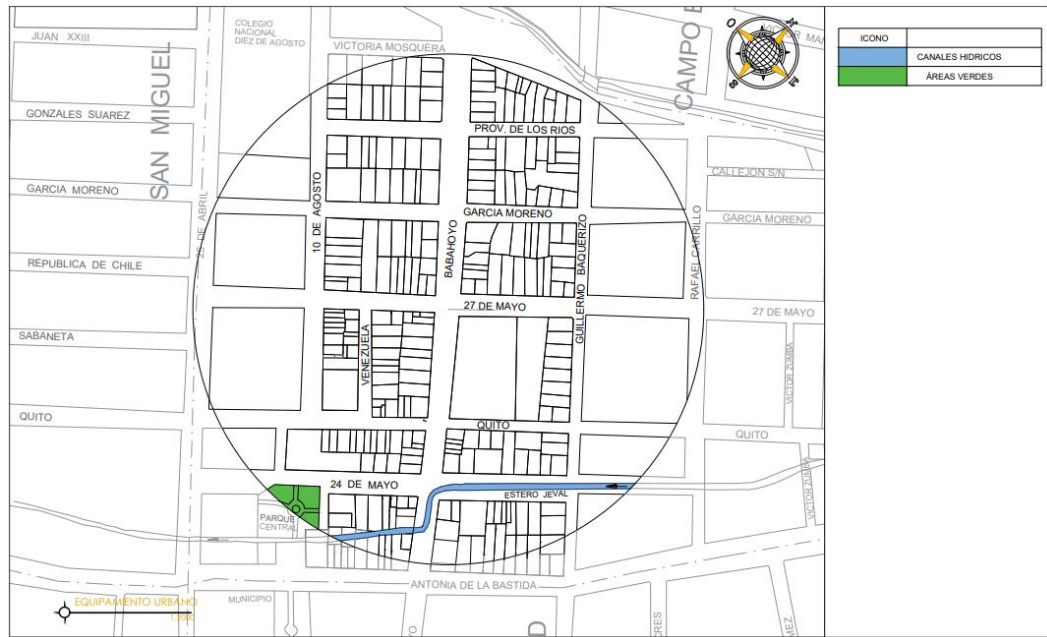 JUAN XXIII
COLEGIO
NACIONAL
DIEZ DE AGOSTO
VICTORIA MOSQUERA
SAN MIGUEL
CAMPO E
VICTOR MAN
O
N
S
E
ICONO
CANALES HIDRICOS
ÁREAS VERDES
GONZALES SUAREZ
PROV. DE LOS RIOS
CALLEJON S/N
GARCIA MORENO
GARCIA MORENO
GARCIA MORENO
25 DE ABRIL
10 DE AGOSTO
BABAHOYO
GUILLERMO BAQUERIZO
RAFAEL CARRILLO
REPUBLICA DE CHILE
27 DE MAYO
27 DE MAYO
SABANETA
VENEZUELA
VICTOR ZUMBA
QUITO
QUITO
QUITO
24 DE MAYO
ESTERO JEVAL
VICTOR ZUMBA
PARQUE
CENTRAL
ANTONIA DE LA BASTIDA
EQUIPAMIENTO URBANO
MUNICIPIO
D